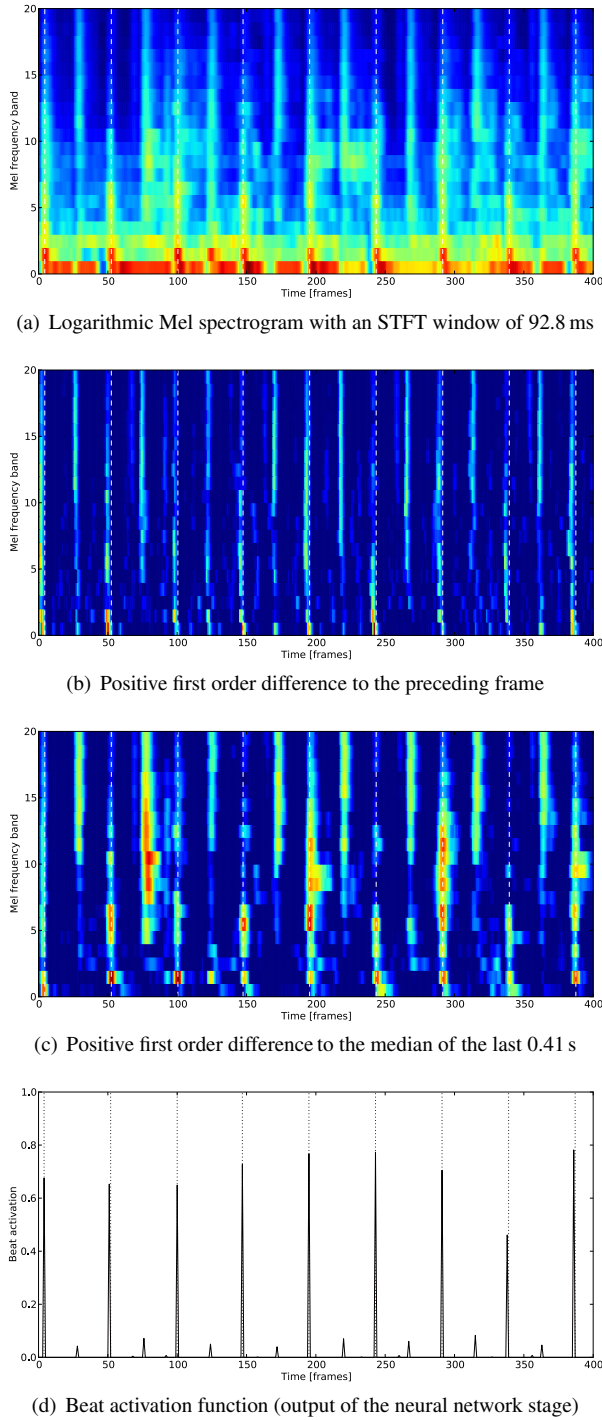 20
15
10
5
0
Mel frequency band
0 50 100 150 200 250 300 350 400
Time [frames]
(a) Logarithmic Mel spectrogram with an STFT window of 92.8 ms
20
15
10
5
0
Mel frequency band
0 50 100 150 200 250 300 350 400
Time [frames]
(b) Positive first order difference to the preceding frame
20
15
10
5
0
Mel frequency band
0 50 100 150 200 250 300 350 400
Time [frames]
(c) Positive first order difference to the median of the last 0.41 s
1.0
0.8
0.6
0.4
0.2
0.0
Beat activation
0 50 100 150 200 250 300 350 400
Time [frames]
(d) Beat activation function (output of the neural network stage)